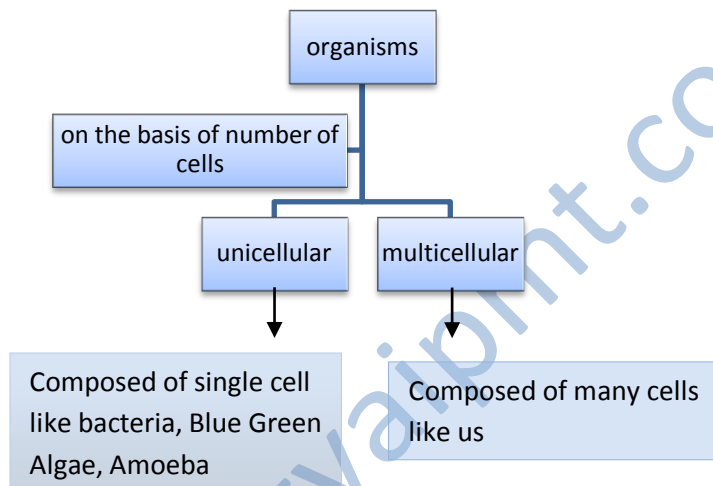 organisms
on the basis of number of
cells
unicellular
multicellular
Composed of single cell
like bacteria, Blue Green
Algae, Amoeba
Composed of many cells
like us